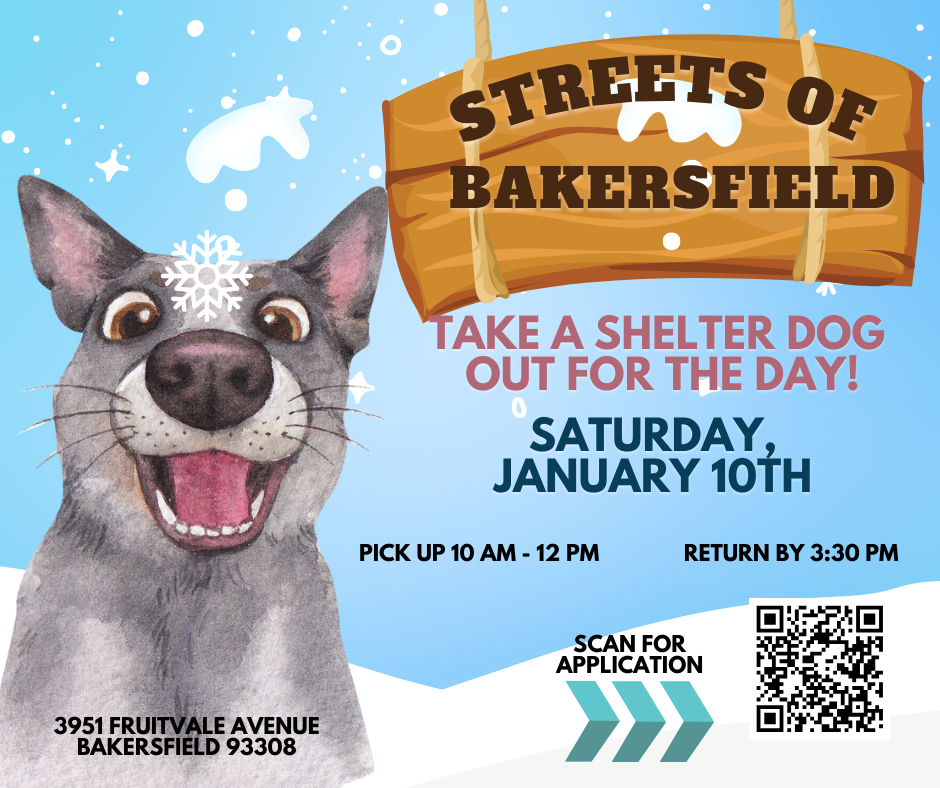 STREETS OF
BAKERSFIELD
TAKE A SHELTER DOG
OUT FOR THE DAY!
SATURDAY,
JANUARY 10TH
PICK UP 10 AM - 12 PM
RETURN BY 3:30 PM
SCAN FOR
APPLICATION
3951 FRUITVALE AVENUE
BAKERSFIELD 93308